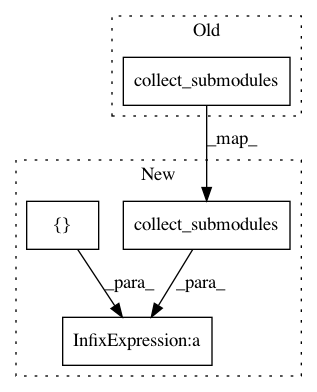 Old
collect_submodules
_map_
New
{}
collect_submodules
_para_
_para_
InfixExpression:a